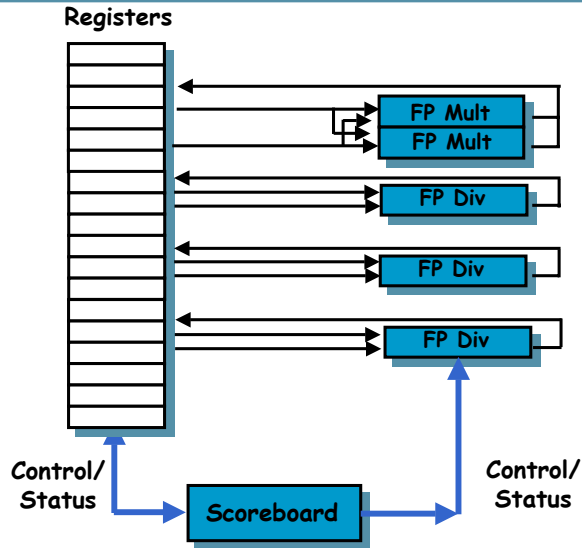 Registers
FP Mult
FP Mult
FP Div
FP Div
FP Div
Control/
Status
Control/
Status
Scoreboard